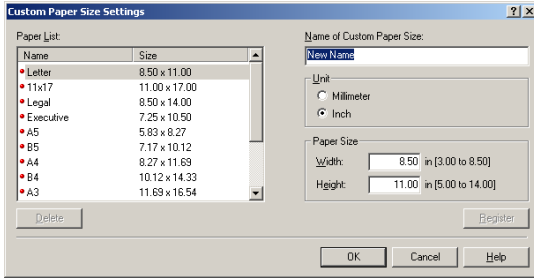 Custom Paper Size Settings
Paper List:
Name Size
Letter 8.50 x 11.00
11x17 11.00 x 17.00
Legal 8.50 x 14.00
Executive 7.25 x 10.50
A5 5.83 x 8.27
B5 7.17 x 10.12
A4 8.27 x 11.69
B4 10.12 x 14.33
A3 11.69 x 16.54
Delete
Name of Custom Paper Size:
New Name
Unit
Millimeter
Inch
Paper Size
Width: 8.50 in [3.00 to 8.50]
Height: 11.00 in [5.00 to 14.00]
Register
OK Cancel Help